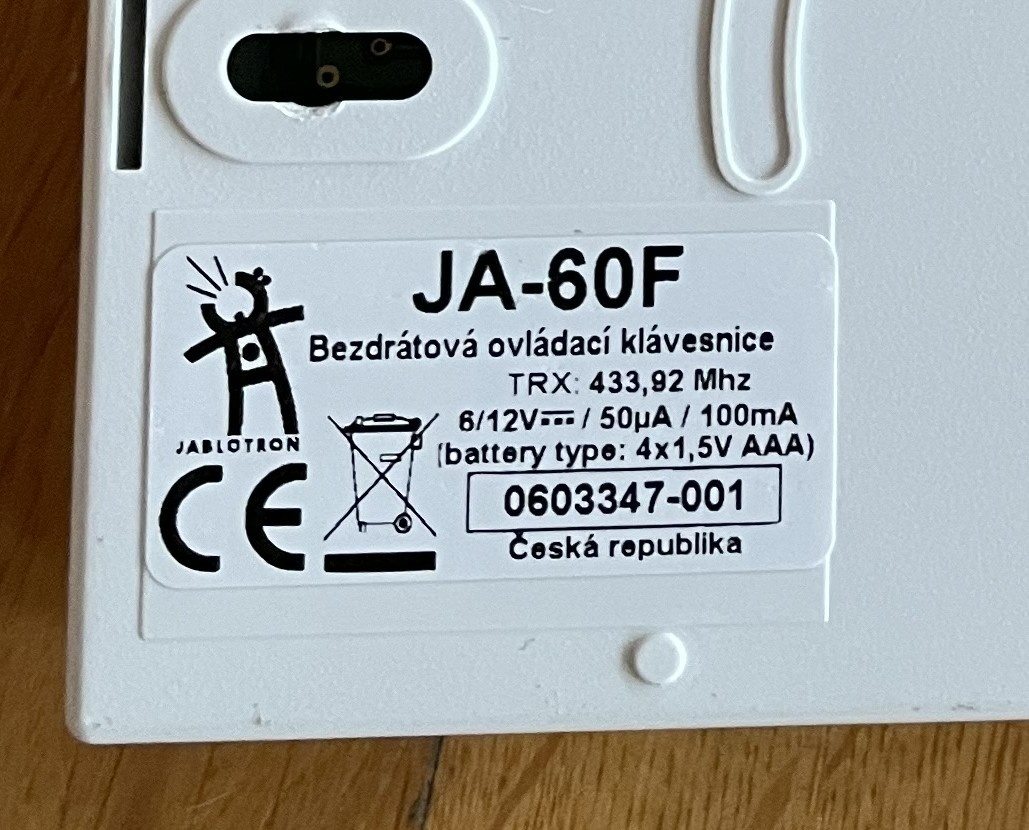 JA-60F
Bezdrátová ovládací klávesnice
TRX: 433,92 Mhz
6/12V⎓ / 50µA / 100mA
(battery type: 4x1,5V AAA)
JABLOTRON
CE
0603347-001
Česká republika